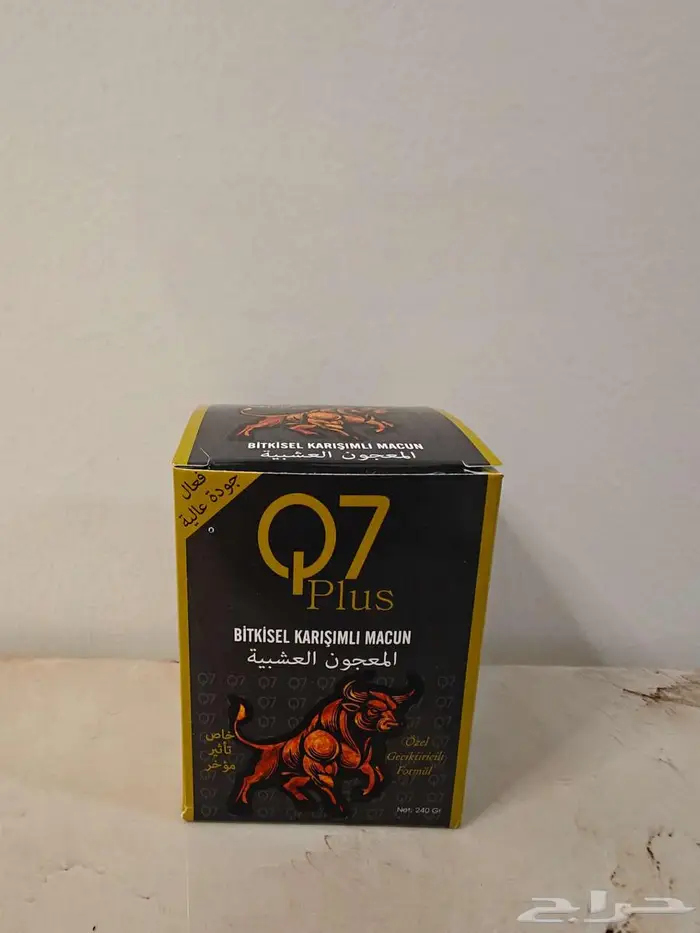 BİTKİSEL KARIŞIMLI MACUN
المعجون العشبية
فعال
جودة عالية
Q7
Plus
BİTKİSEL KARIŞIMLI MACUN
المعجون العشبية
خاص
تأثير
مؤخر
Özel
Geciktiricili
Formül
Net: 240 Gr
حراج